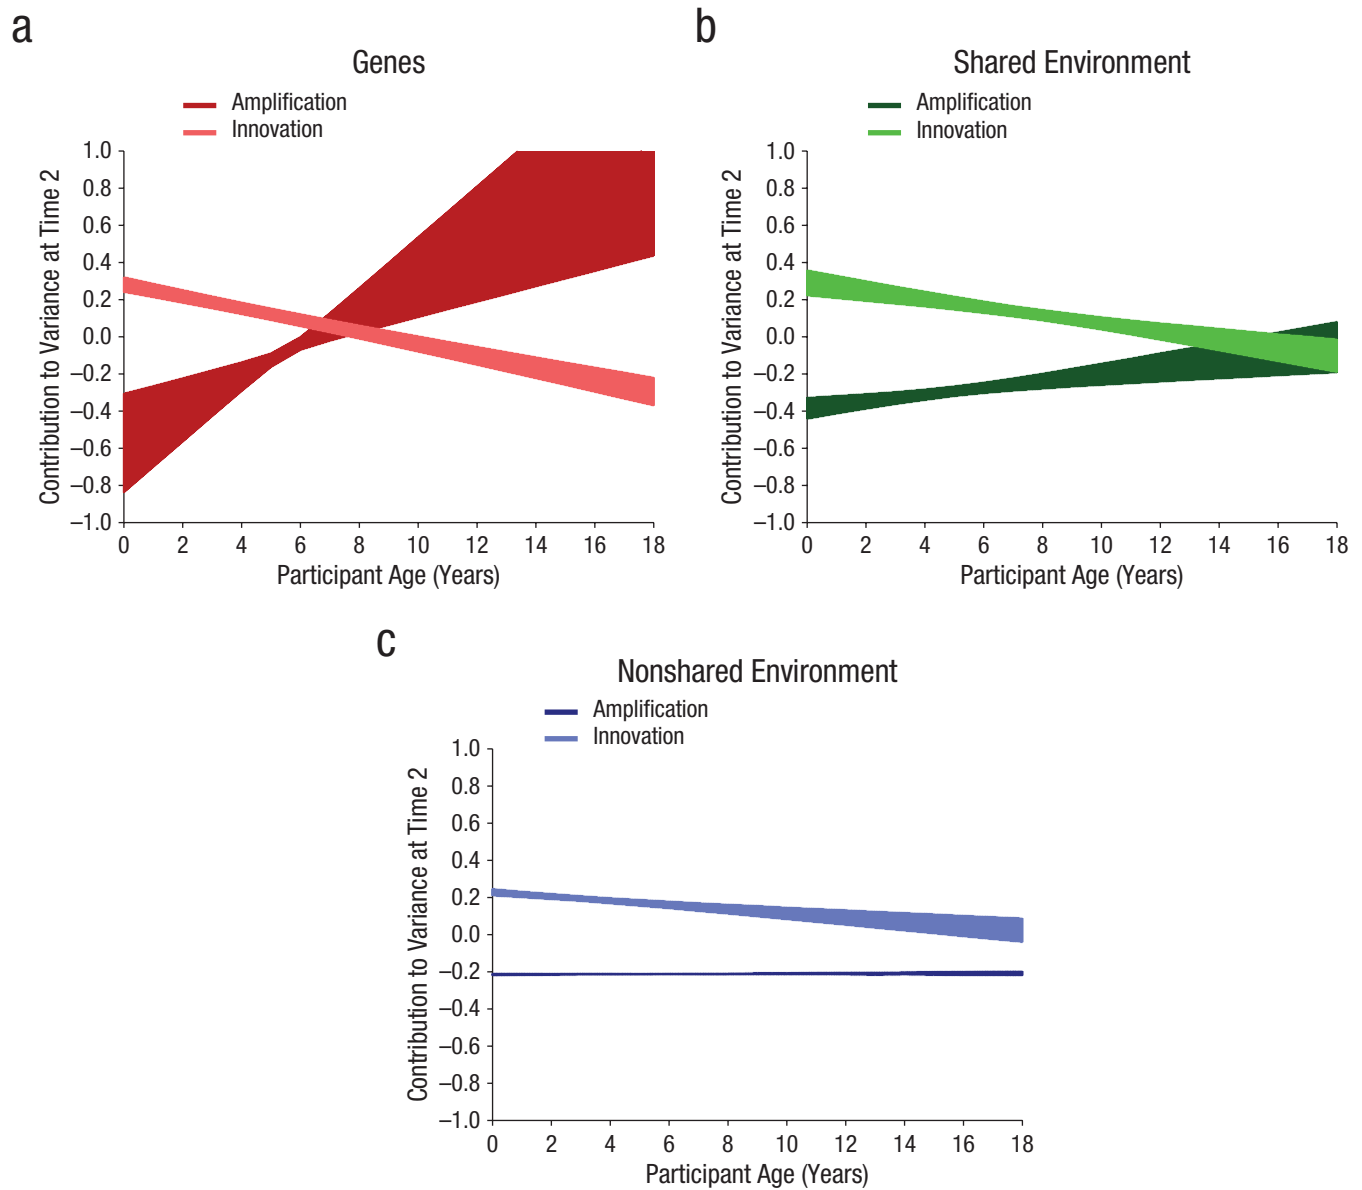 a
Genes
Amplification
Innovation
1.0
0.8
0.6
0.4
0.2
0.0
–0.2
–0.4
–0.6
–0.8
–1.0
Contribution to Variance at Time 2
0 2 4 6 8 10 12 14 16 18
Participant Age (Years)
b
Shared Environment
Amplification
Innovation
1.0
0.8
0.6
0.4
0.2
0.0
–0.2
–0.4
–0.6
–0.8
–1.0
Contribution to Variance at Time 2
0 2 4 6 8 10 12 14 16 18
Participant Age (Years)
c
Nonshared Environment
Amplification
Innovation
1.0
0.8
0.6
0.4
0.2
0.0
–0.2
–0.4
–0.6
–0.8
–1.0
Contribution to Variance at Time 2
0 2 4 6 8 10 12 14 16 18
Participant Age (Years)